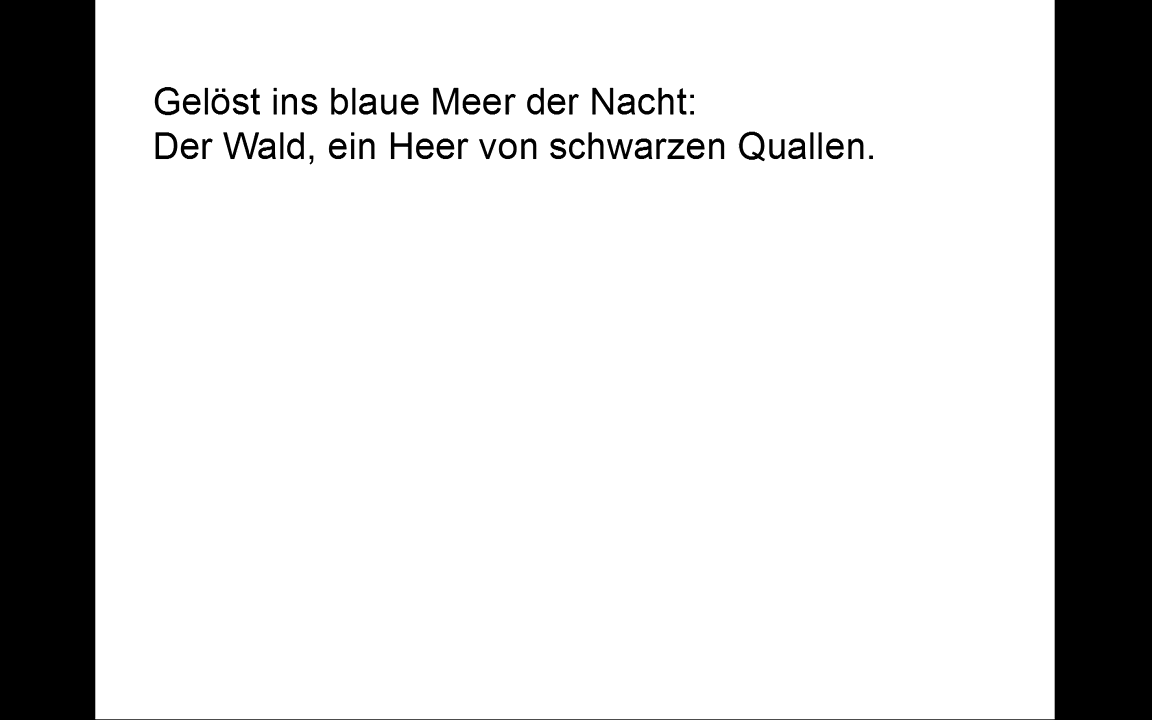 Gelöst ins blaue Meer der Nacht:
Der Wald, ein Heer von schwarzen Quallen.